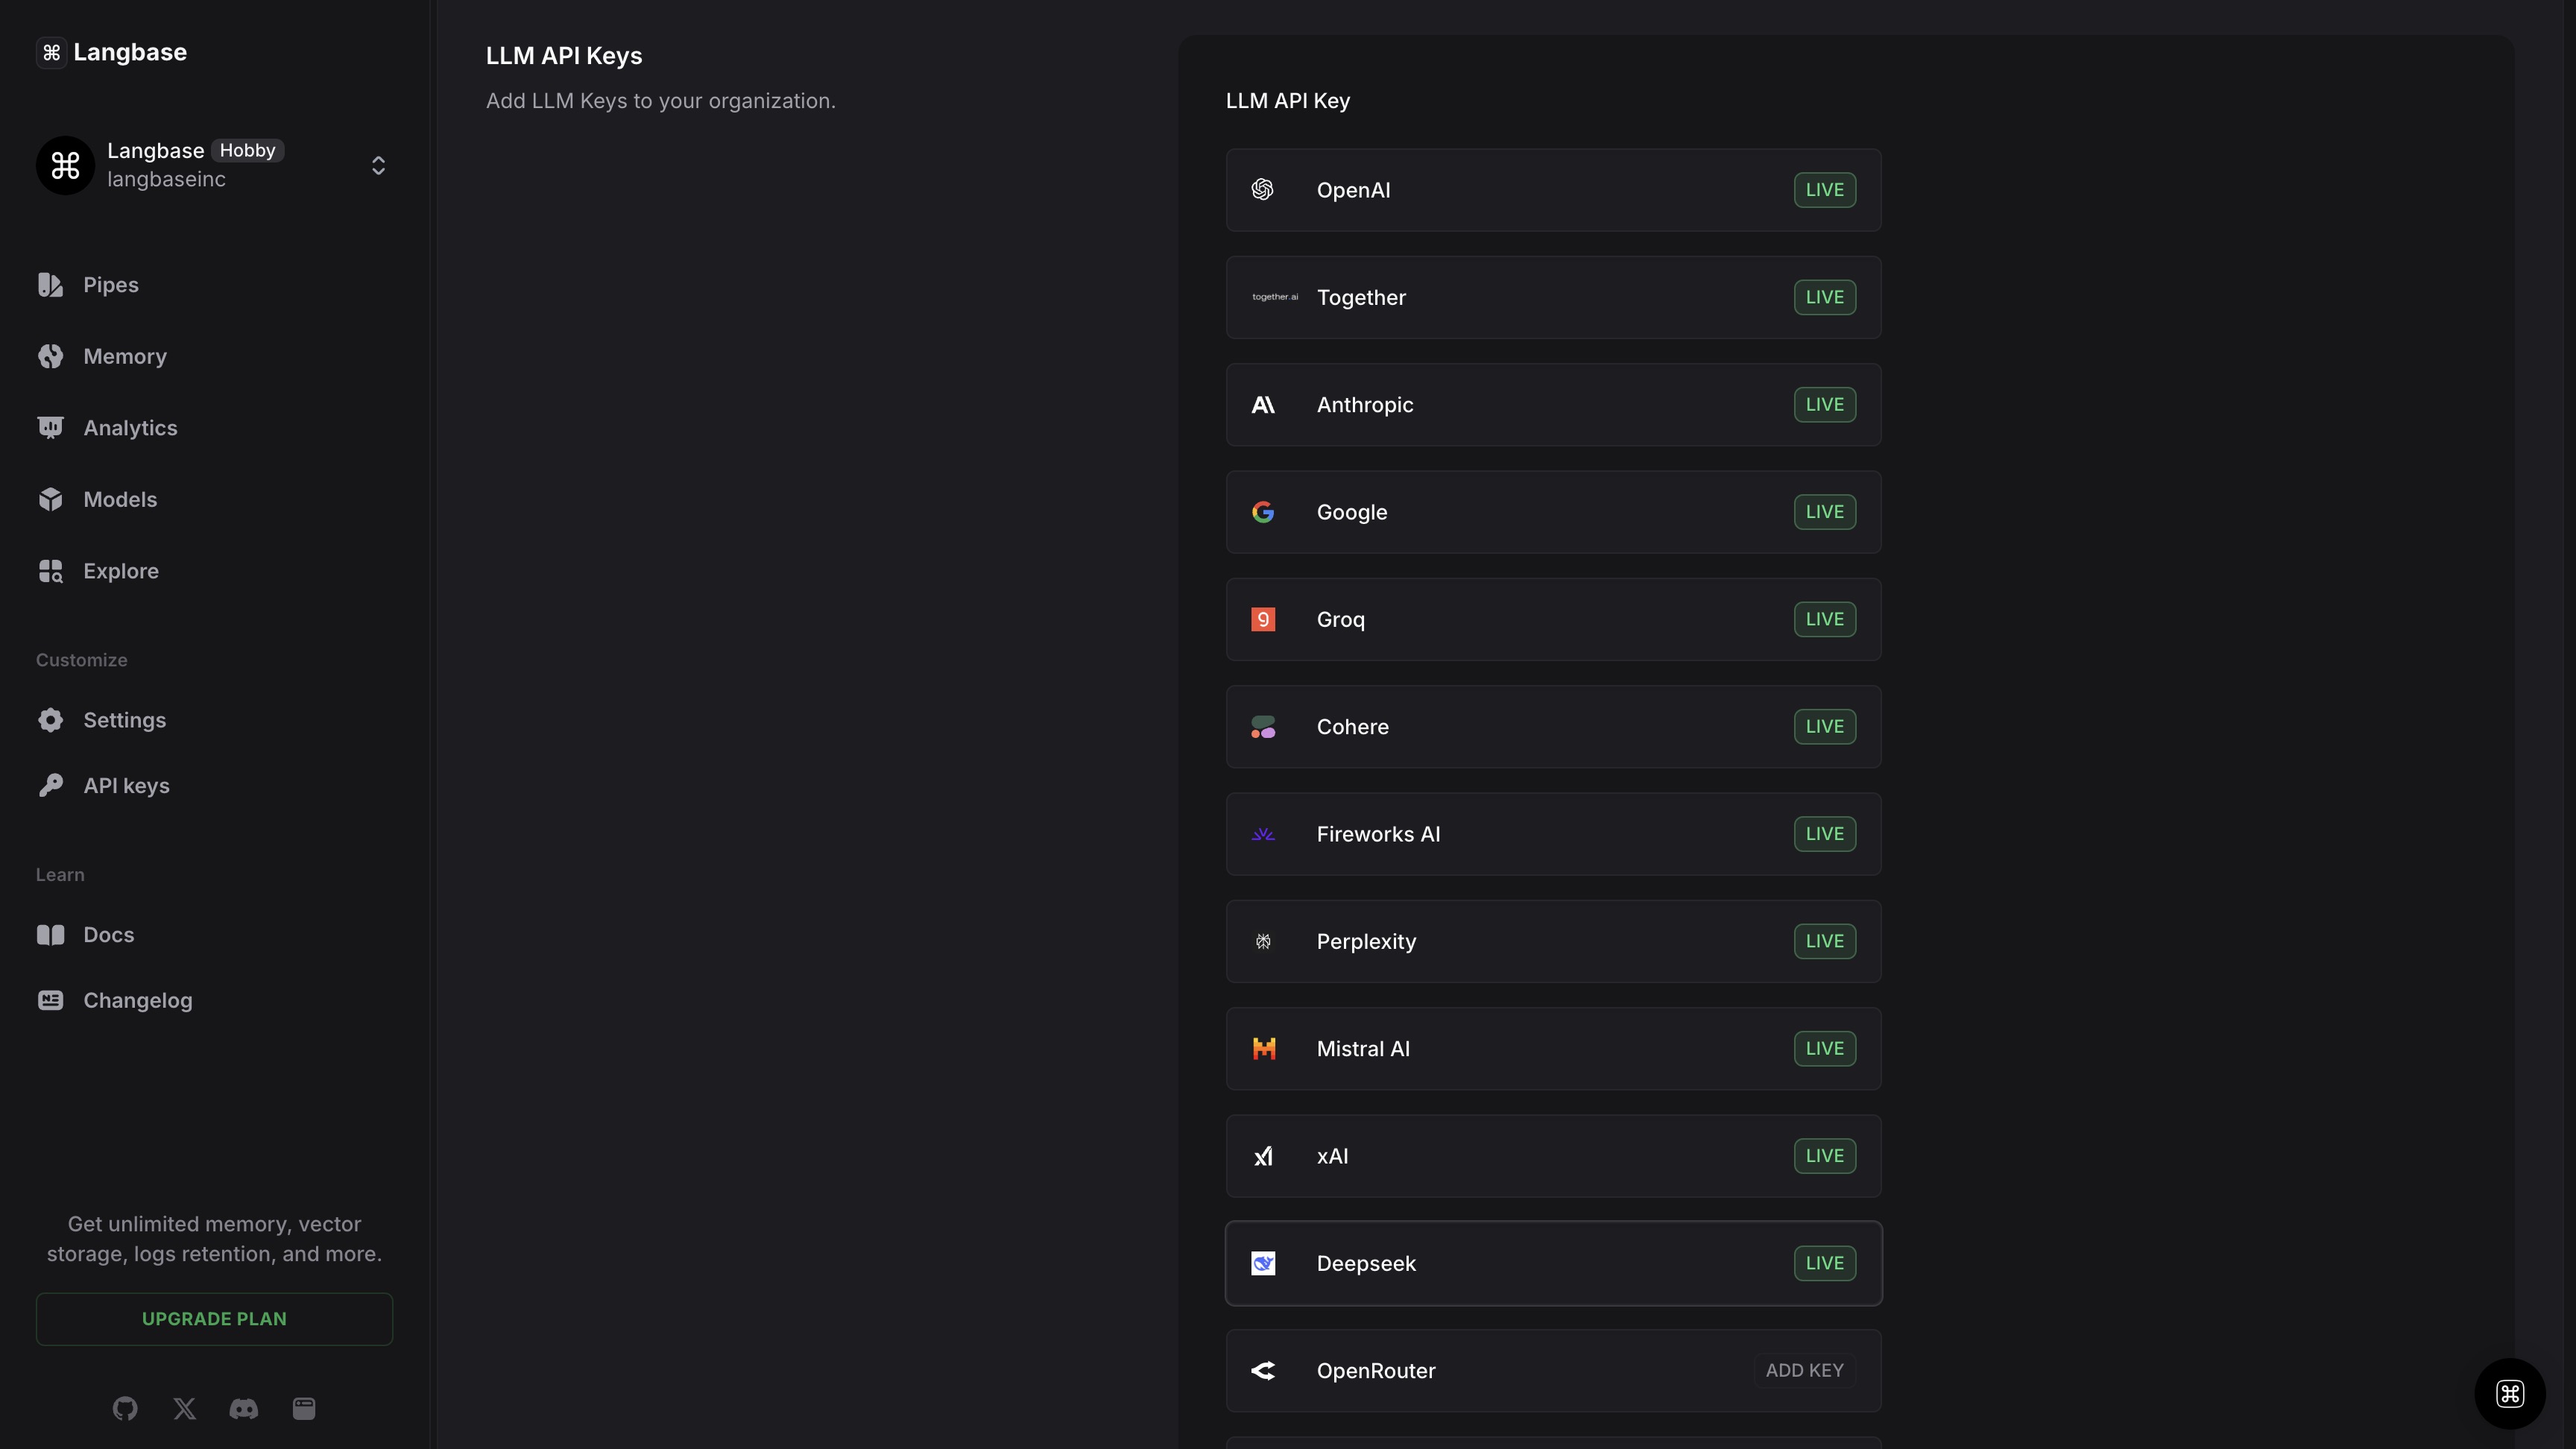 Langbase
Langbase Hobby
langbaseinc
Pipes
Memory
Analytics
Models
Explore
Customize
Settings
API keys
Learn
Docs
Changelog
Get unlimited memory, vector
storage, logs retention, and more.
UPGRADE PLAN
LLM API Keys
Add LLM Keys to your organization.
LLM API Key
OpenAI LIVE
together.ai Together LIVE
Anthropic LIVE
Google LIVE
Groq LIVE
Cohere LIVE
Fireworks AI LIVE
Perplexity LIVE
Mistral AI LIVE
xAI LIVE
Deepseek LIVE
OpenRouter ADD KEY